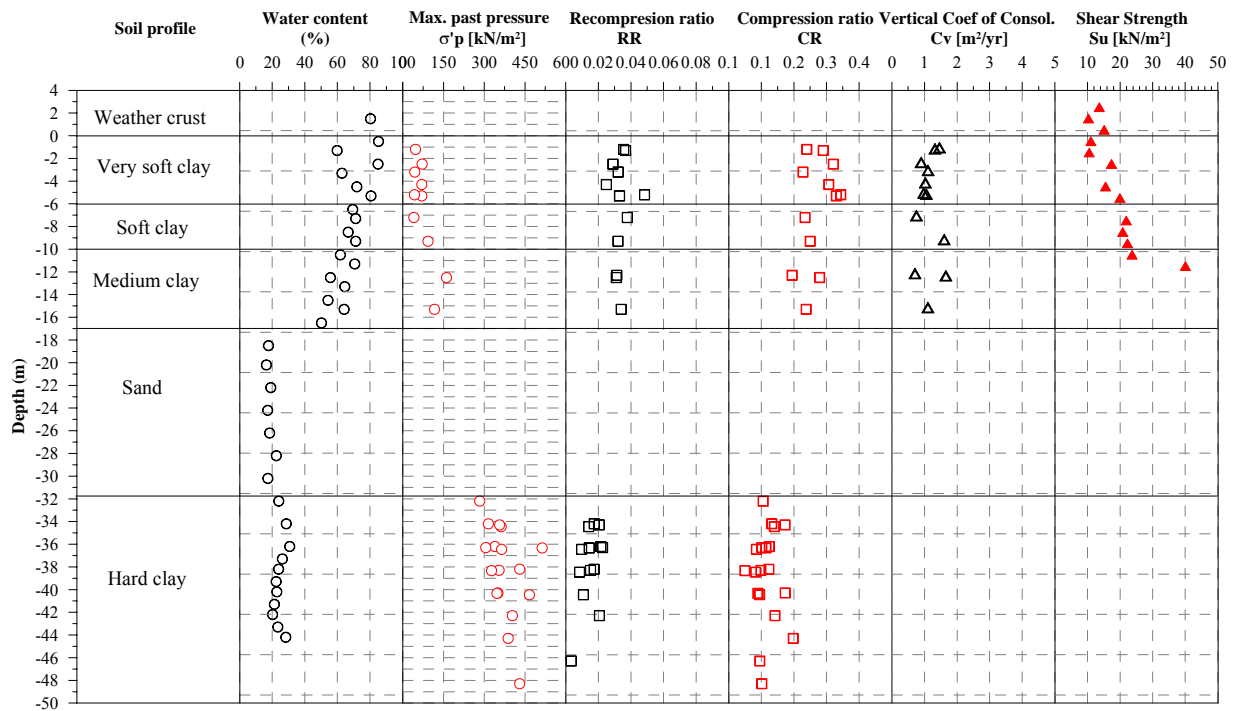 Soil profile
Water content
(%)
Max. past pressure
σ'p [kN/m²]
Recompresion ratio
RR
Compression ratio
CR
Vertical Coef of Consol.
Cv [m²/yr]
Shear Strength
Su [kN/m²]
0 20 40 60 80 100
0 150 300 450 600
0 0.02 0.04 0.06 0.08 0.1
0 0.1 0.2 0.3 0.4
0 1 2 3 4 5
0 10 20 30 40 50
4
2
0
-2
-4
-6
-8
-10
-12
-14
-16
-18
-20
-22
-24
-26
-28
-30
-32
-34
-36
-38
-40
-42
-44
-46
-48
-50
Depth (m)
Weather crust
Very soft clay
Soft clay
Medium clay
Sand
Hard clay